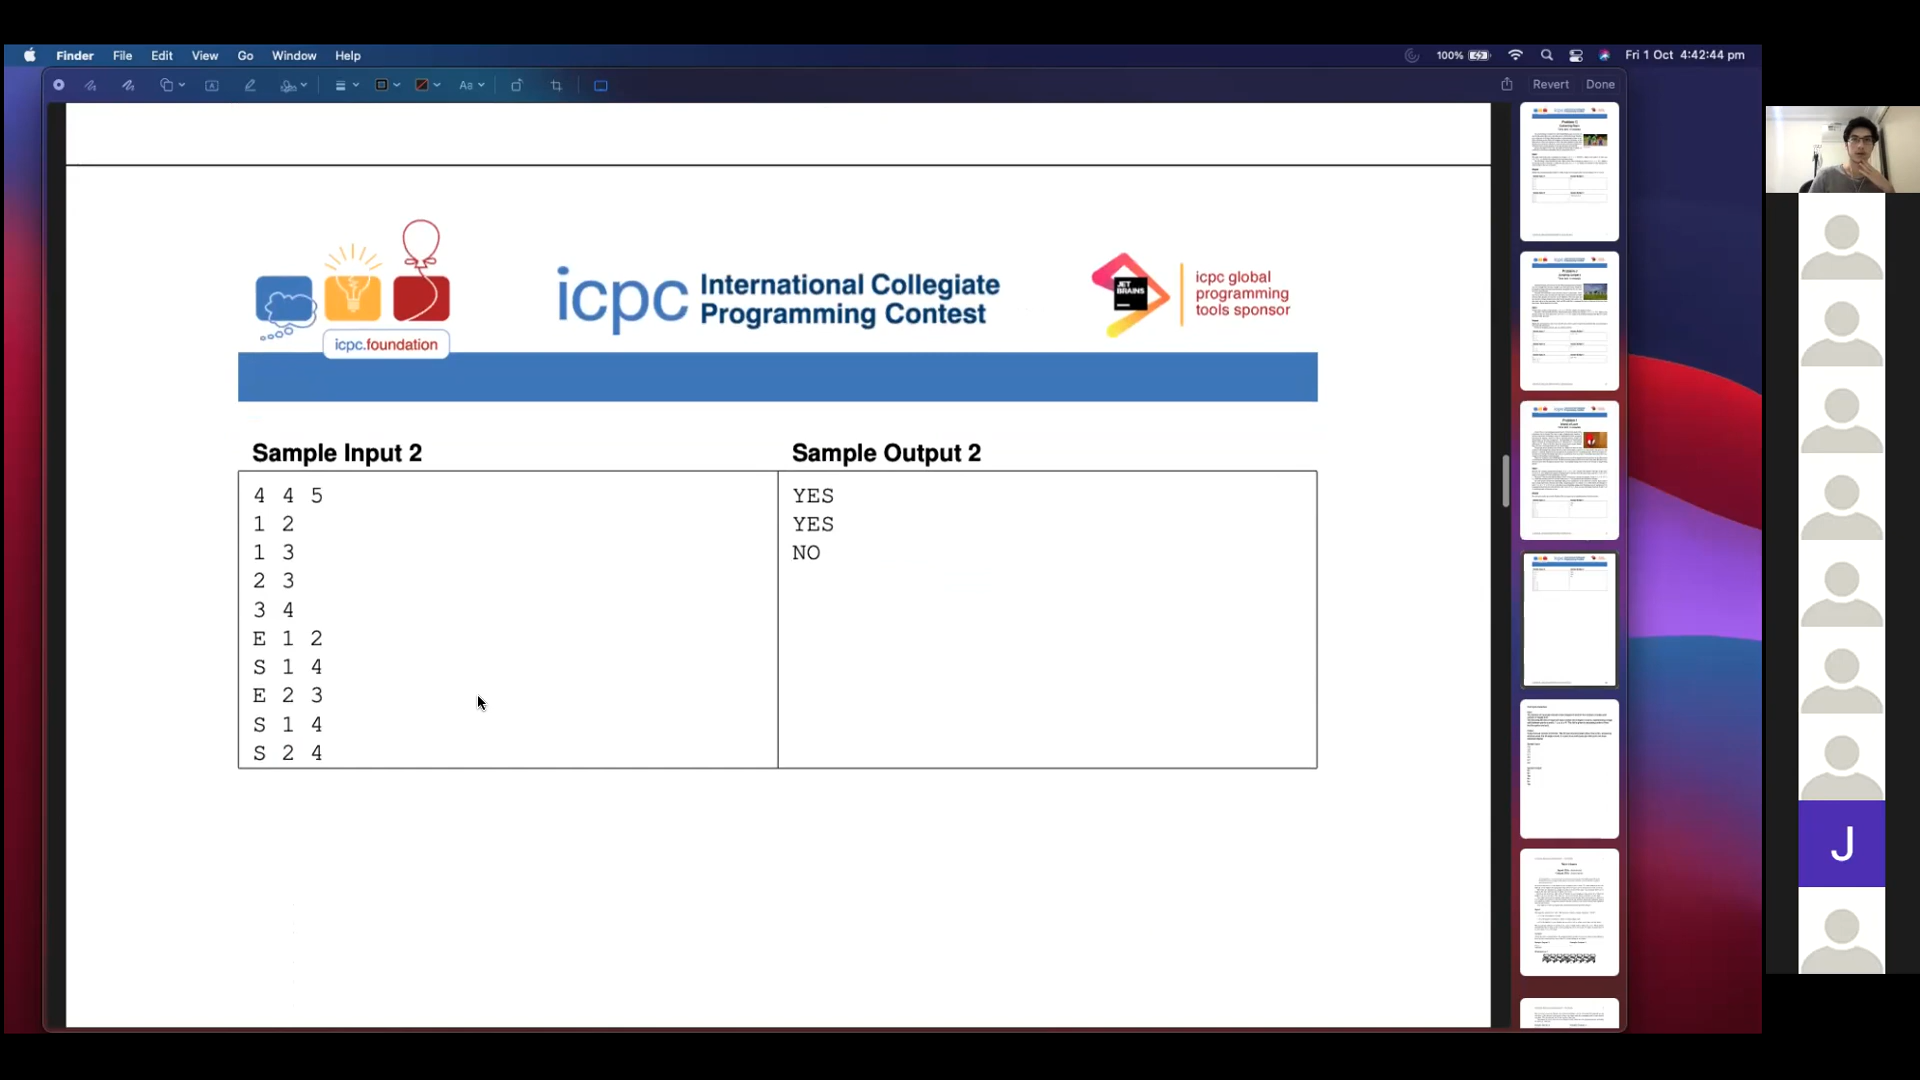 Finder File Edit View Go Window Help
100%
Fri 1 Oct 4:42:44 pm
Aa
Revert Done
icpc.foundation
icpc International Collegiate
Programming Contest
JET
BRAINS
icpc global
programming
tools sponsor
Sample Input 2
Sample Output 2
4 4 5
1 2
1 3
2 3
3 4
E 1 2
S 1 4
E 2 3
S 1 4
S 2 4
YES
YES
NO
J